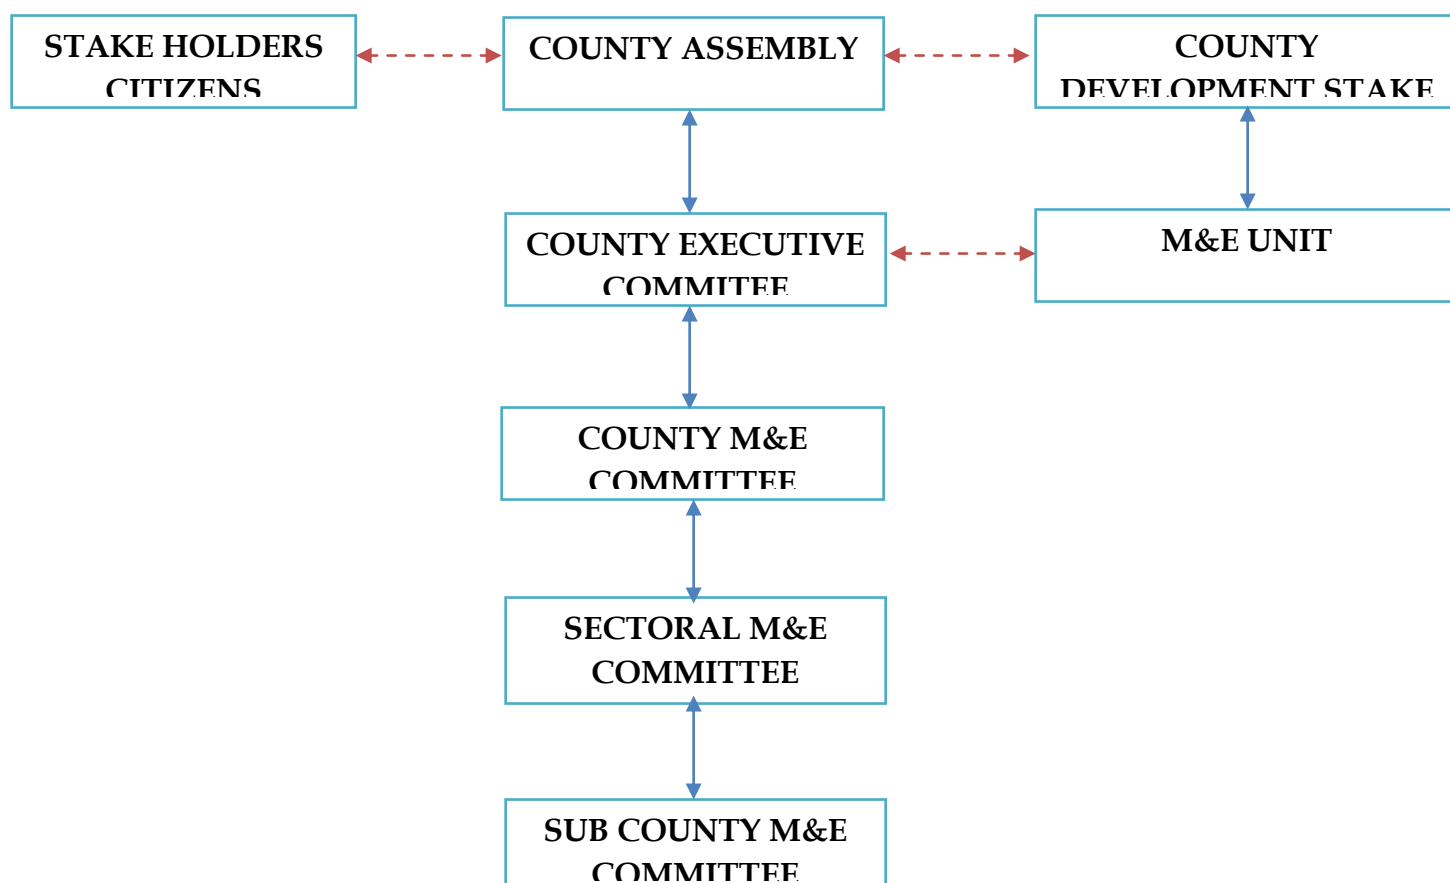 STAKE HOLDERS
CITIZENS
COUNTY ASSEMBLY
COUNTY
DEVELOPMENT STAKE
COUNTY EXECUTIVE
COMMITEE
M&E UNIT
COUNTY M&E
COMMITTEE
SECTORAL M&E
COMMITTEE
SUB COUNTY M&E
COMMITTEE